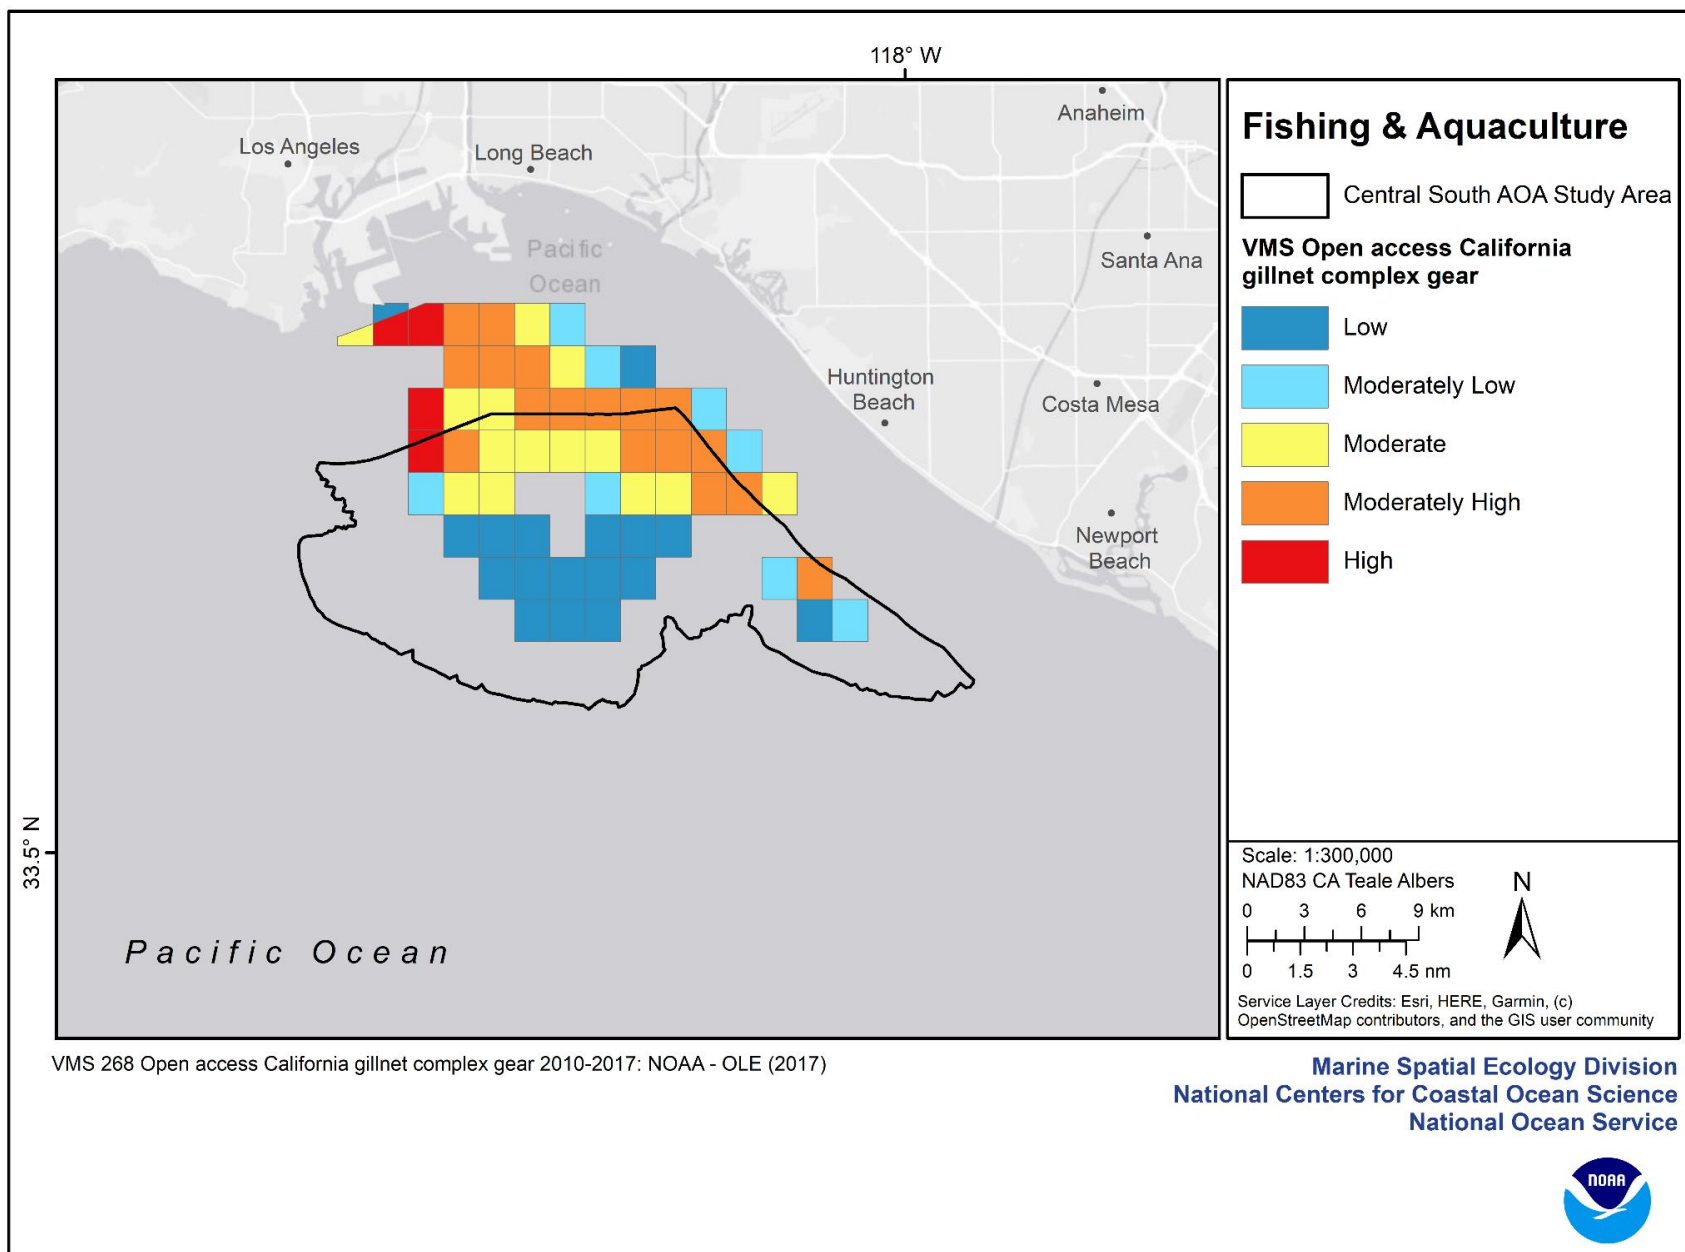 118° W
Anaheim
Los Angeles
Long Beach
Pacific
Ocean
Santa Ana
Huntington
Beach
Costa Mesa
Newport
Beach
33.5° N
Pacific Ocean
Fishing & Aquaculture
Central South AOA Study Area
VMS Open access California
gillnet complex gear
Low
Moderately Low
Moderate
Moderately High
High
Scale: 1:300,000
NAD83 CA Teale Albers
N
0 3 6 9 km
0 1.5 3 4.5 nm
Service Layer Credits: Esri, HERE, Garmin, (c)
OpenStreetMap contributors, and the GIS user community
VMS 268 Open access California gillnet complex gear 2010-2017: NOAA - OLE (2017)
Marine Spatial Ecology Division
National Centers for Coastal Ocean Science
National Ocean Service
NOAA